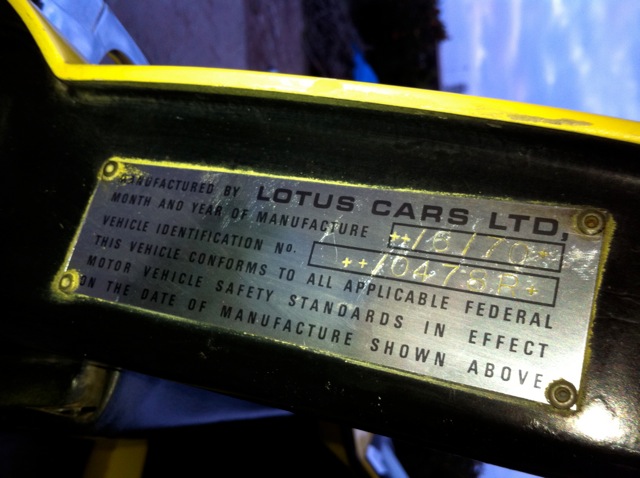 MANUFACTURED BY LOTUS CARS LTD,
MONTH AND YEAR OF MANUFACTURE
VEHICLE IDENTIFICATION No.
THIS VEHICLE CONFORMS TO ALL APPLICABLE FEDERAL
MOTOR VEHICLE SAFETY STANDARDS IN EFFECT
ON THE DATE OF MANUFACTURE SHOWN ABOVE